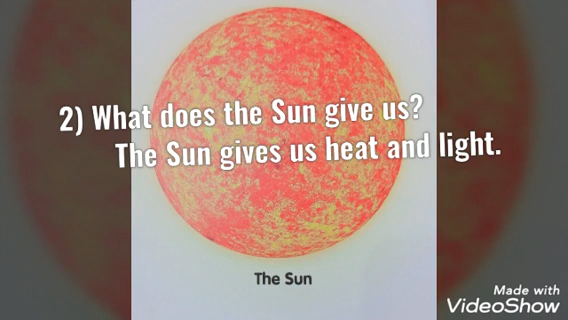 2) What does the Sun give us?
The Sun gives us heat and light.
The Sun
Made with
VideoShow